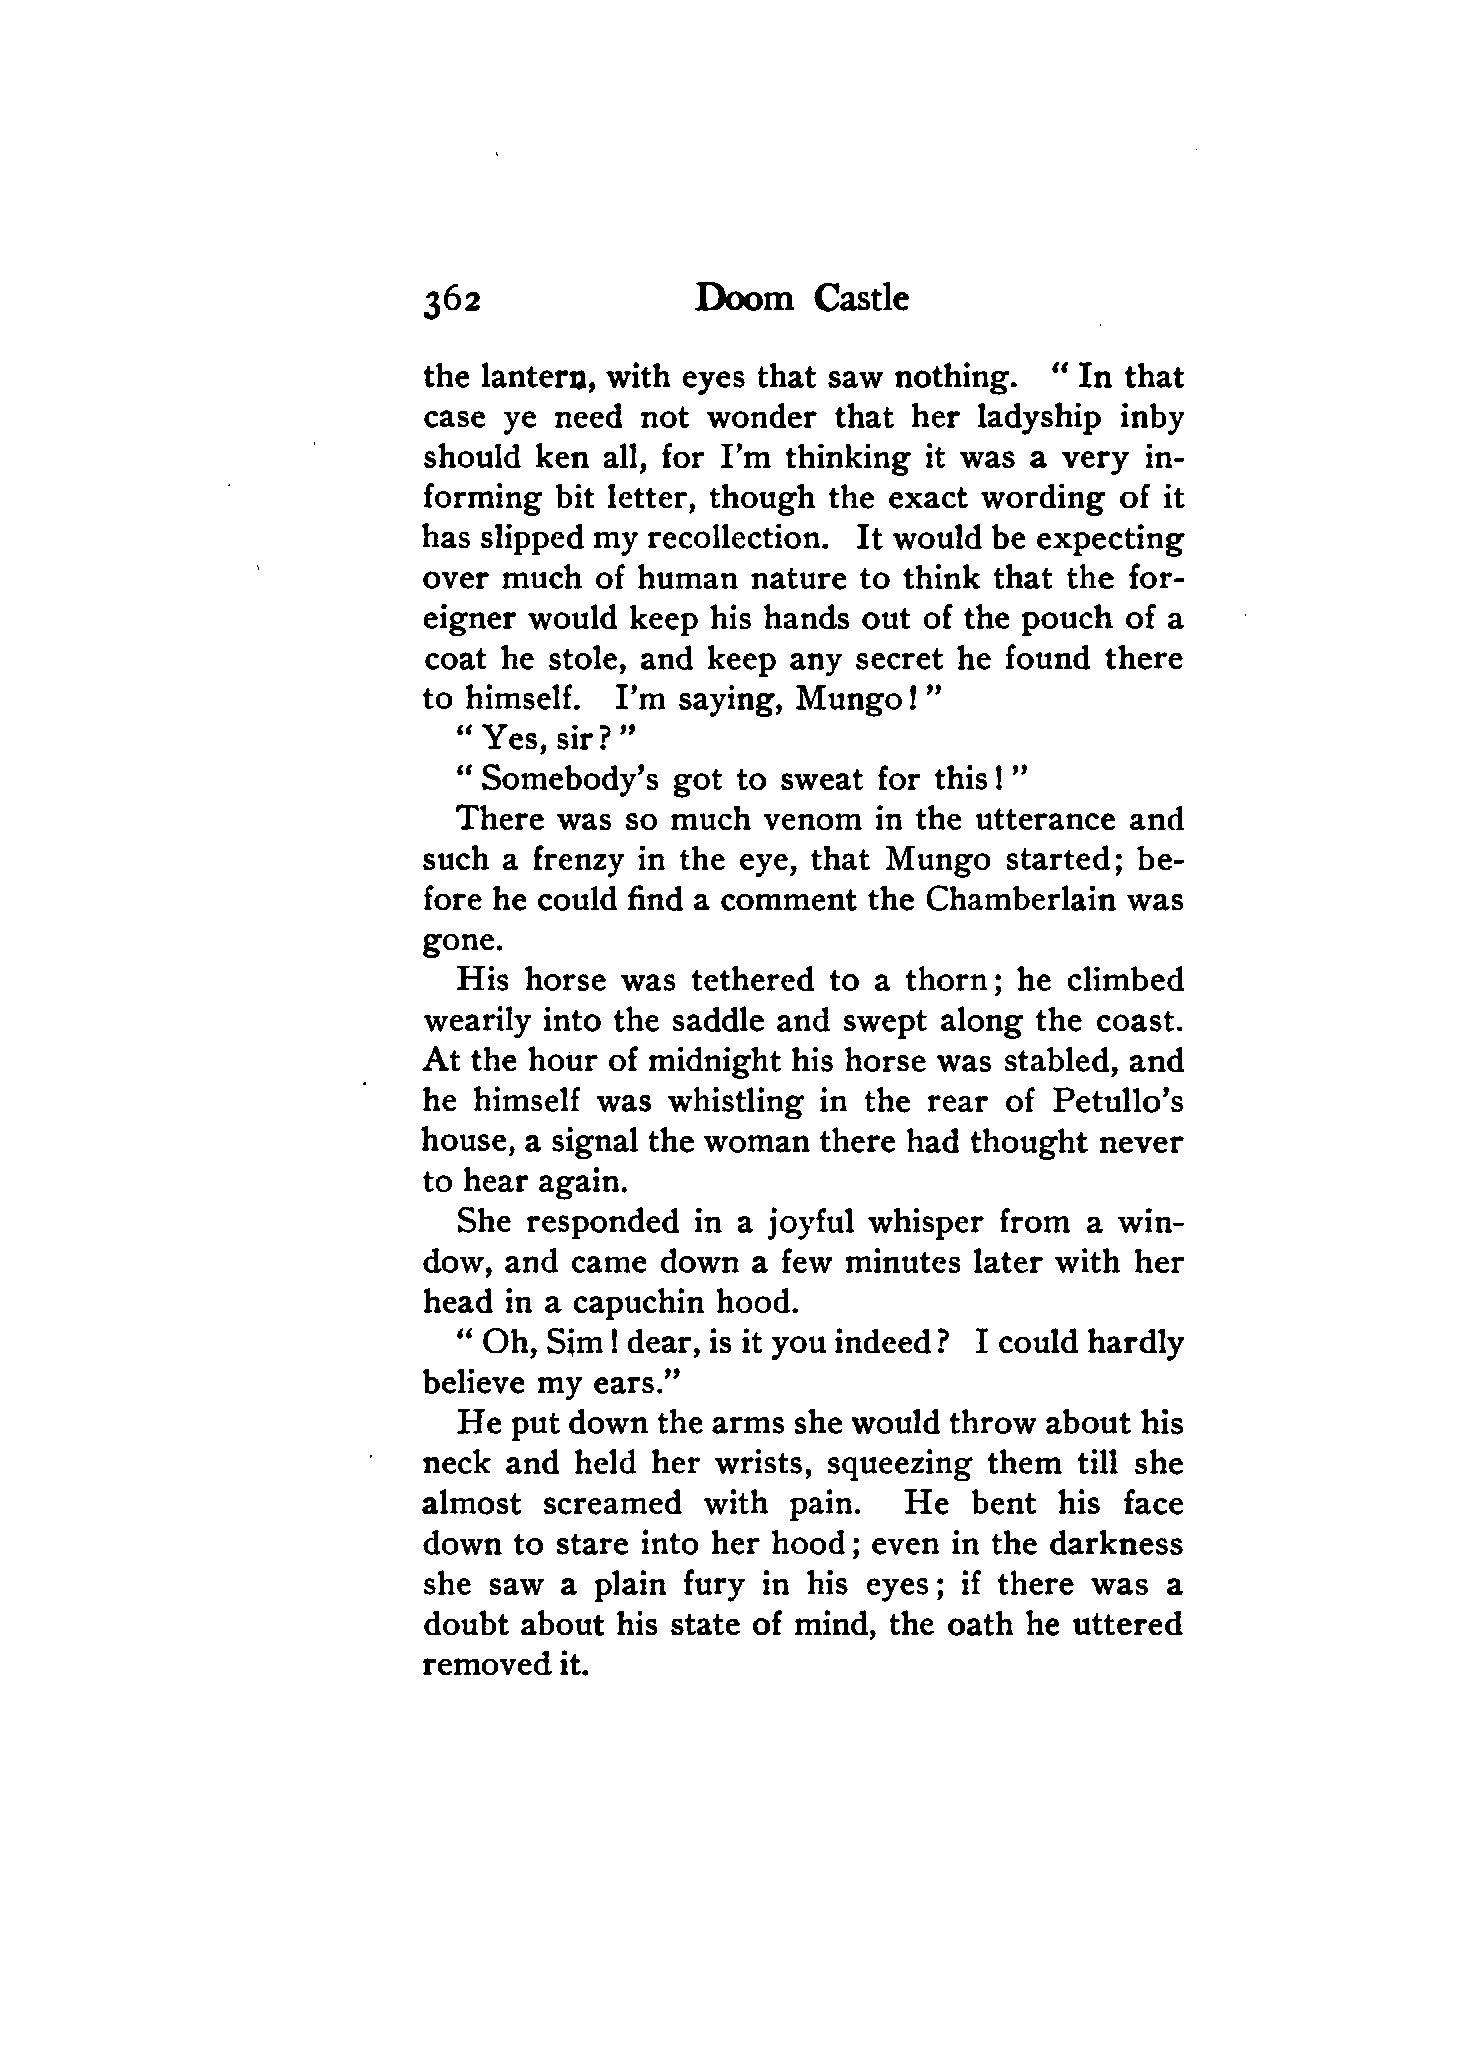 362 Doom Castle
the lantern, with eyes that saw nothing. "In that
case ye need not wonder that her ladyship inby
should ken all, for I'm thinking it was a very in-
forming bit letter, though the exact wording of it
has slipped my recollection. It would be expecting
over much of human nature to think that the for-
eigner would keep his hands out of the pouch of a
coat he stole, and keep any secret he found there
to himself. I'm saying, Mungo!"
"Yes, sir?"
"Somebody's got to sweat for this!"
There was so much venom in the utterance and
such a frenzy in the eye, that Mungo started; be-
fore he could find a comment the Chamberlain was
gone.
His horse was tethered to a thorn; he climbed
wearily into the saddle and swept along the coast.
At the hour of midnight his horse was stabled, and
he himself was whistling in the rear of Petullo's
house, a signal the woman there had thought never
to hear again.
She responded in a joyful whisper from a win-
dow, and came down a few minutes later with her
head in a capuchin hood.
"Oh, Sim! dear, is it you indeed? I could hardly
believe my ears."
He put down the arms she would throw about his
neck and held her wrists, squeezing them till she
almost screamed with pain. He bent his face
down to stare into her hood; even in the darkness
she saw a plain fury in his eyes; if there was a
doubt about his state of mind, the oath he uttered
removed it.